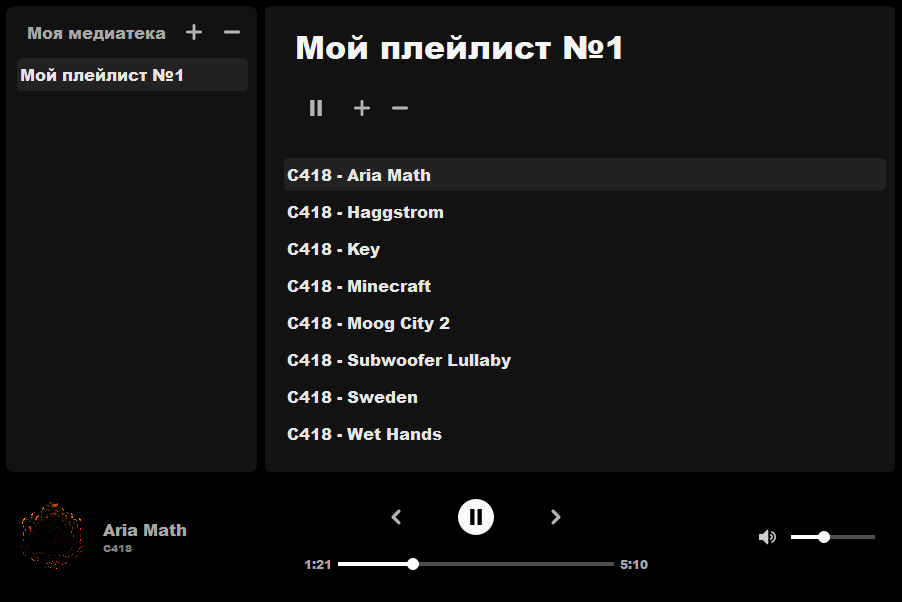 Моя медиатека
Мой плейлист №1
Мой плейлист №1
C418 - Aria Math
C418 - Haggstrom
C418 - Key
C418 - Minecraft
C418 - Moog City 2
C418 - Subwoofer Lullaby
C418 - Sweden
C418 - Wet Hands
Aria Math
C418
1:21
5:10